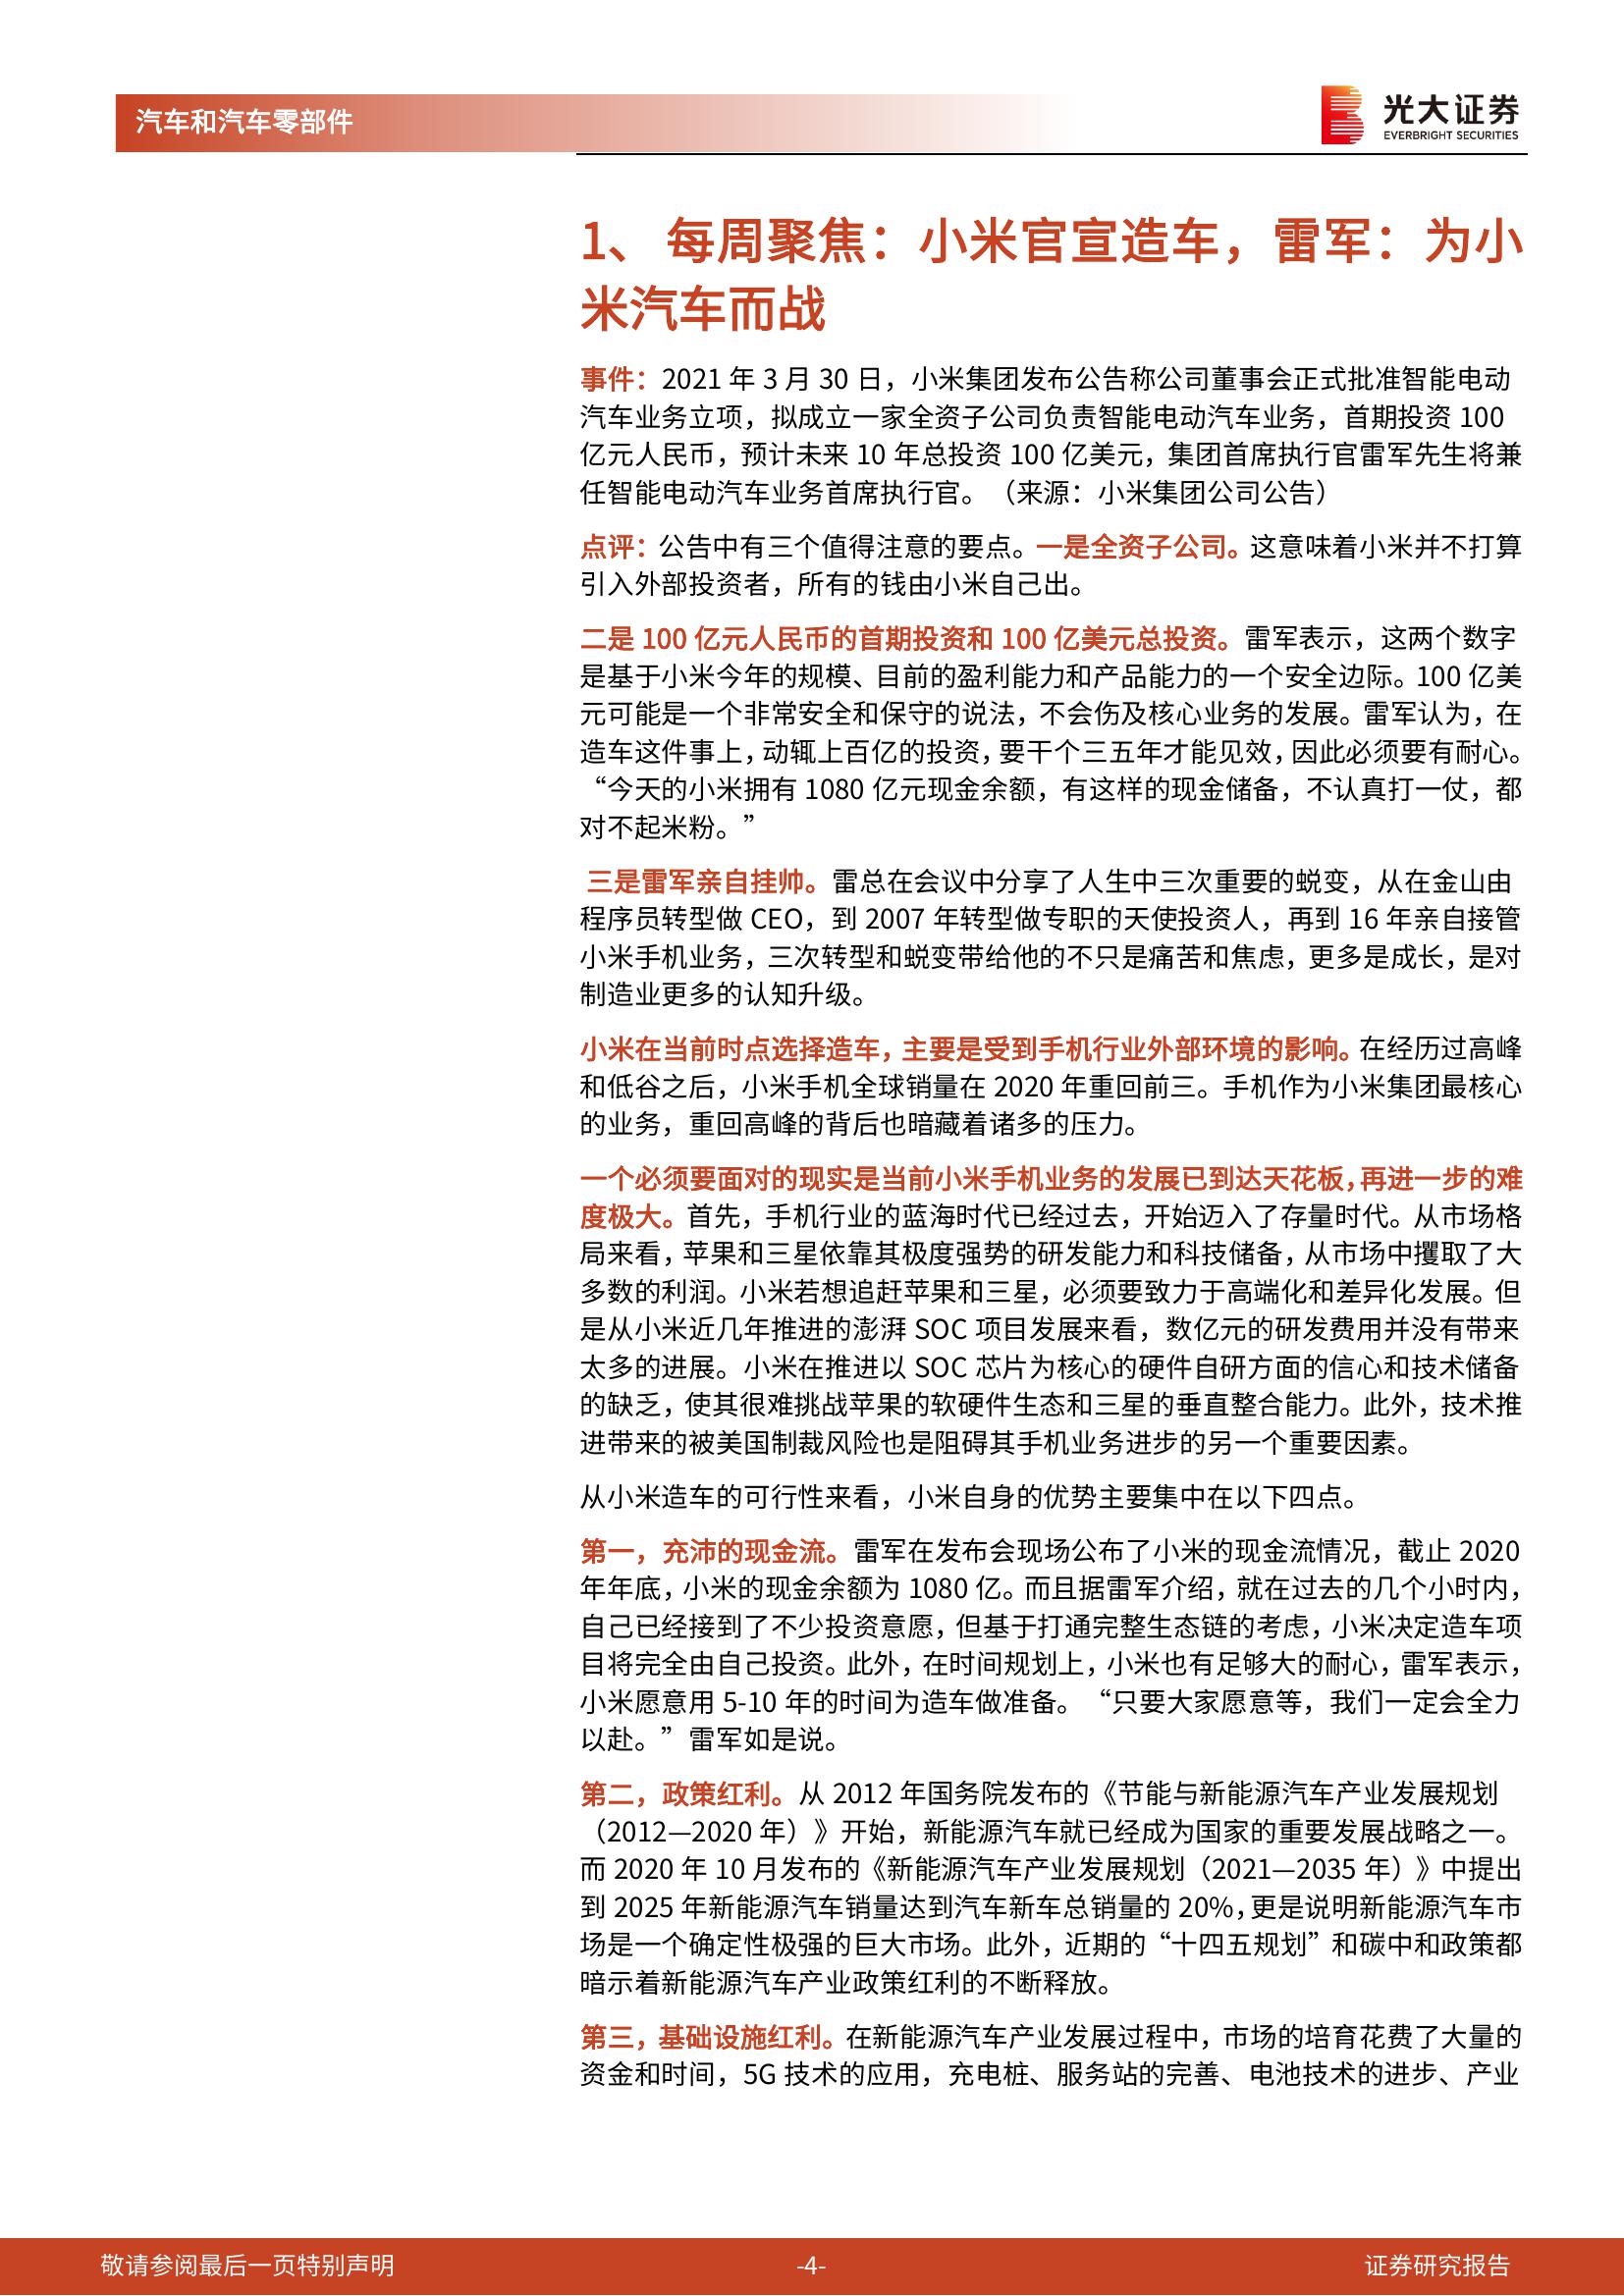 汽车和汽车零部件
光大证券
EVERBRIGHT SECURITIES
1、 每周聚焦：小米官宣造车，雷军：为小
米汽车而战
事件：2021 年 3 月 30 日，小米集团发布公告称公司董事会正式批准智能电动
汽车业务立项，拟成立一家全资子公司负责智能电动汽车业务，首期投资 100
亿元人民币，预计未来 10 年总投资 100 亿美元，集团首席执行官雷军先生将兼
任智能电动汽车业务首席执行官。（来源：小米集团公司公告）
点评：公告中有三个值得注意的要点。一是全资子公司。这意味着小米并不打算
引入外部投资者，所有的钱由小米自己出。
二是 100 亿元人民币的首期投资和 100 亿美元总投资。雷军表示，这两个数字
是基于小米今年的规模、目前的盈利能力和产品能力的一个安全边际。100 亿美
元可能是一个非常安全和保守的说法，不会伤及核心业务的发展。雷军认为，在
造车这件事上，动辄上百亿的投资，要干个三五年才能见效，因此必须要有耐心。
“今天的小米拥有 1080 亿元现金余额，有这样的现金储备，不认真打一仗，都
对不起米粉。”
三是雷军亲自挂帅。雷总在会议中分享了人生中三次重要的蜕变，从在金山由
程序员转型做 CEO，到 2007 年转型做专职的天使投资人，再到 16 年亲自接管
小米手机业务，三次转型和蜕变带给他的不只是痛苦和焦虑，更多是成长，是对
制造业更多的认知升级。
小米在当前时点选择造车，主要是受到手机行业外部环境的影响。在经历过高峰
和低谷之后，小米手机全球销量在 2020 年重回前三。手机作为小米集团最核心
的业务，重回高峰的背后也暗藏着诸多的压力。
一个必须要面对的现实是当前小米手机业务的发展已到达天花板，再进一步的难
度极大。首先，手机行业的蓝海时代已经过去，开始迈入了存量时代。从市场格
局来看，苹果和三星依靠其极度强势的研发能力和科技储备，从市场中攫取了大
多数的利润。小米若想追赶苹果和三星，必须要致力于高端化和差异化发展。但
是从小米近几年推进的澎湃 SOC 项目发展来看，数亿元的研发费用并没有带来
太多的进展。小米在推进以 SOC 芯片为核心的硬件自研方面的信心和技术储备
的缺乏，使其很难挑战苹果的软硬件生态和三星的垂直整合能力。此外，技术推
进带来的被美国制裁风险也是阻碍其手机业务进步的另一个重要因素。
从小米造车的可行性来看，小米自身的优势主要集中在以下四点。
第一，充沛的现金流。雷军在发布会现场公布了小米的现金流情况，截止 2020
年年底，小米的现金余额为 1080 亿。而且据雷军介绍，就在过去的几个小时内，
自己已经接到了不少投资意愿，但基于打通完整生态链的考虑，小米决定造车项
目将完全由自己投资。此外，在时间规划上，小米也有足够大的耐心，雷军表示，
小米愿意用 5-10 年的时间为造车做准备。“只要大家愿意等，我们一定会全力
以赴。”雷军如是说。
第二，政策红利。从 2012 年国务院发布的《节能与新能源汽车产业发展规划
（2012—2020 年）》开始，新能源汽车就已经成为国家的重要发展战略之一。
而 2020 年 10 月发布的《新能源汽车产业发展规划（2021—2035 年）》中提出
到 2025 年新能源汽车销量达到汽车新车总销量的 20%，更是说明新能源汽车市
场是一个确定性极强的巨大市场。此外，近期的“十四五规划”和碳中和政策都
暗示着新能源汽车产业政策红利的不断释放。
第三，基础设施红利。在新能源汽车产业发展过程中，市场的培育花费了大量的
资金和时间，5G 技术的应用，充电桩、服务站的完善、电池技术的进步、产业
敬请参阅最后一页特别声明
-4-
证券研究报告